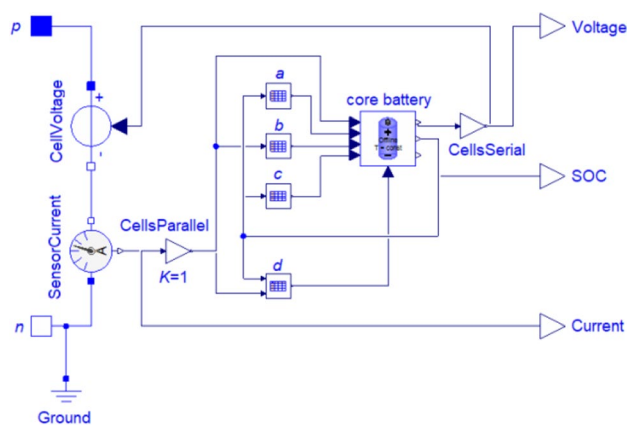 p
Voltage
a
+
core battery
CellVoltage
b
CellsSerial
-
c
SOC
SensorCurrent
A
CellsParallel
K=1
d
n
Current
Ground